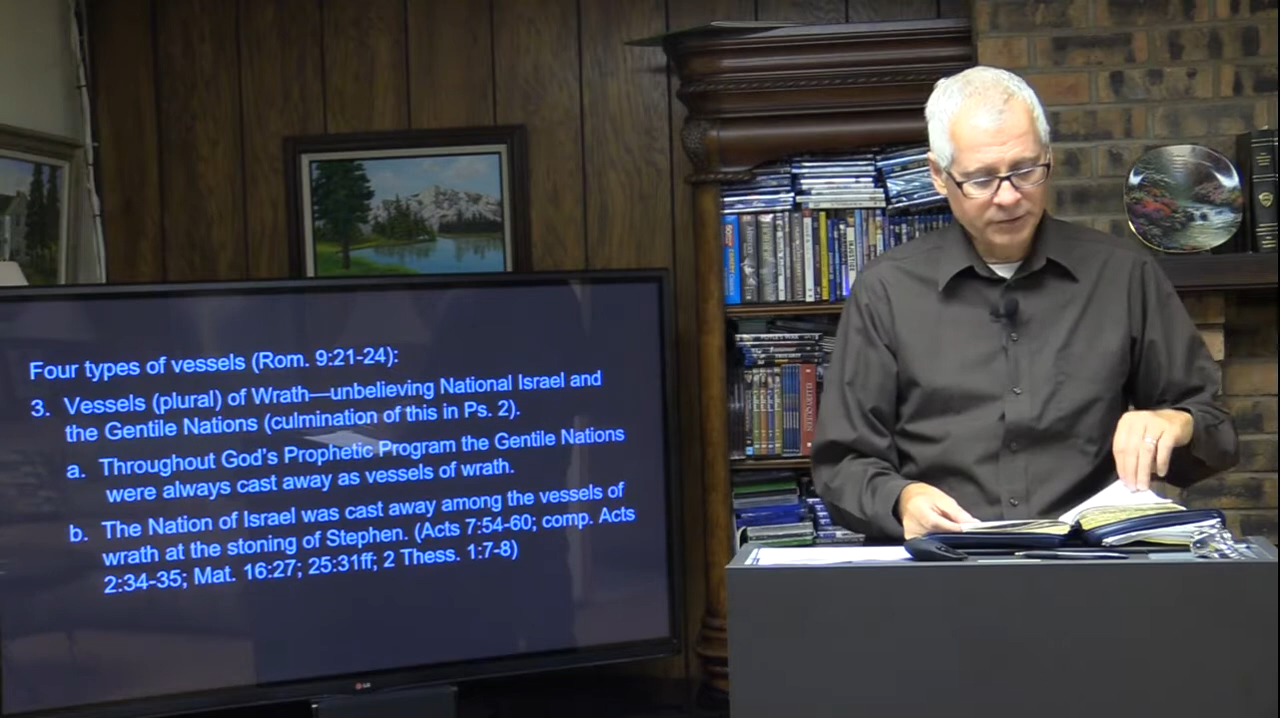 Four types of vessels (Rom. 9:21-24):
3. Vessels (plural) of Wrath—unbelieving National Israel and
the Gentile Nations (culmination of this in Ps. 2).
a. Throughout God's Prophetic Program the Gentile Nations
were always cast away as vessels of wrath.
b. The Nation of Israel was cast away among the vessels of
wrath at the stoning of Stephen. (Acts 7:54-60; comp. Acts
2:34-35; Mat. 16:27; 25:31ff; 2 Thess. 1:7-8)
LG
ELLERY QUEEN